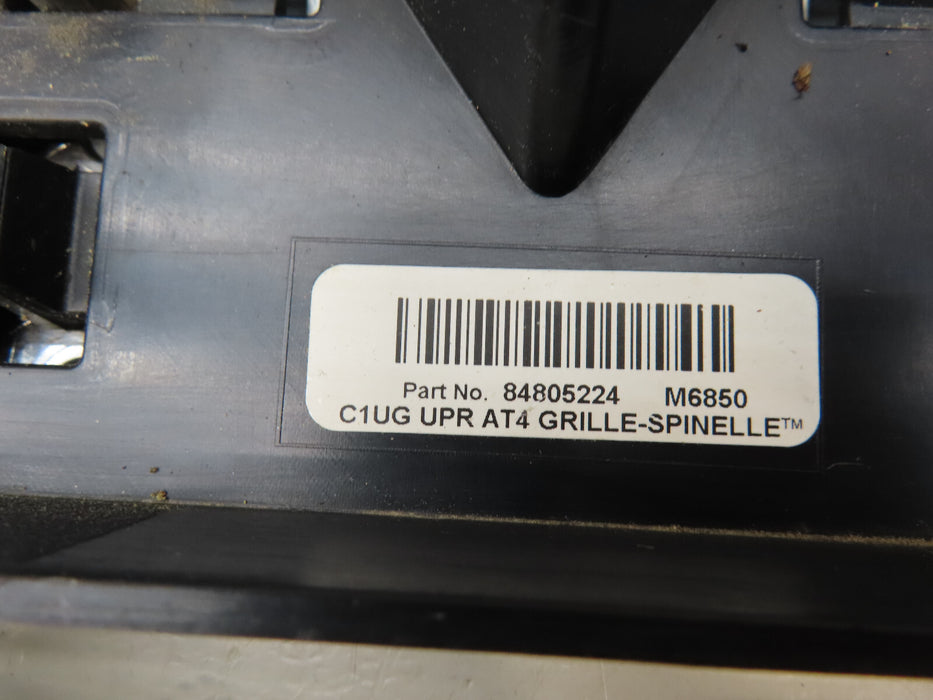 Part No. 84805224 M6850
C1UG UPR AT4 GRILLE-SPINELLE™